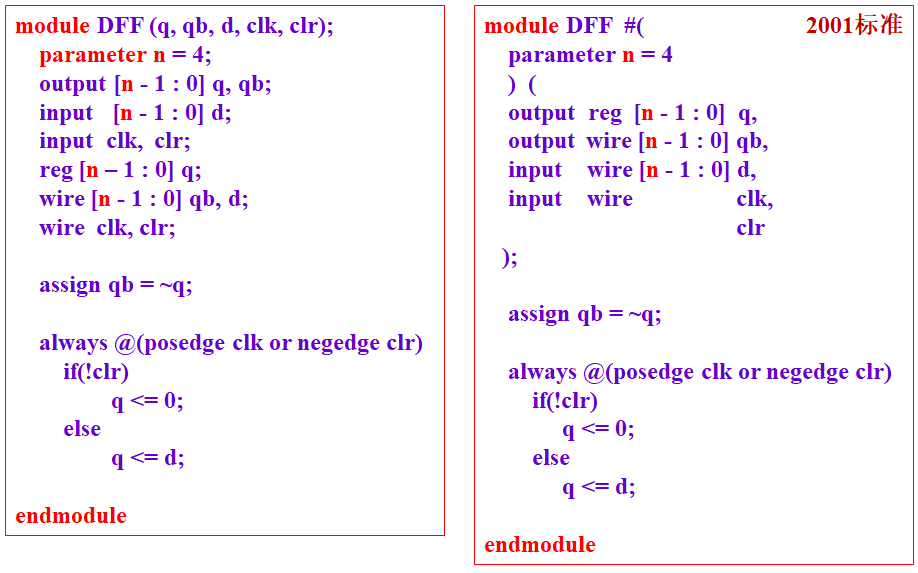 module DFF (q, qb, d, clk, clr);
parameter n = 4;
output [n - 1 : 0] q, qb;
input [n - 1 : 0] d;
input clk, clr;
reg [n – 1 : 0] q;
wire [n - 1 : 0] qb, d;
wire clk, clr;
assign qb = ~q;
always @(posedge clk or negedge clr)
if(!clr)
q <= 0;
else
q <= d;
endmodule
module DFF #( 2001标准
parameter n = 4
) (
output reg [n - 1 : 0] q,
output wire [n - 1 : 0] qb,
input wire [n - 1 : 0] d,
input wire clk,
clr
);
assign qb = ~q;
always @(posedge clk or negedge clr)
if(!clr)
q <= 0;
else
q <= d;
endmodule